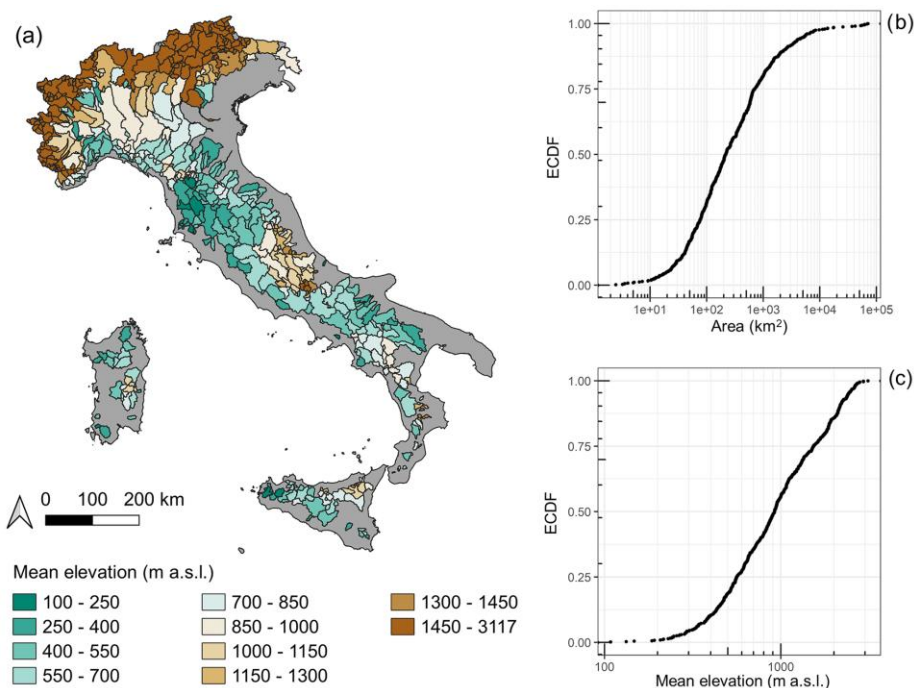 (a)
0 100 200 km
Mean elevation (m a.s.l.)
100 - 250
250 - 400
400 - 550
550 - 700
700 - 850
850 - 1000
1000 - 1150
1150 - 1300
1300 - 1450
1450 - 3117
(b)
ECDF
1.00
0.75
0.50
0.25
0.00
1e+01 1e+02 1e+03 1e+04 1e+05
Area (km²)
(c)
ECDF
1.00
0.75
0.50
0.25
0.00
100 1000
Mean elevation (m a.s.l.)